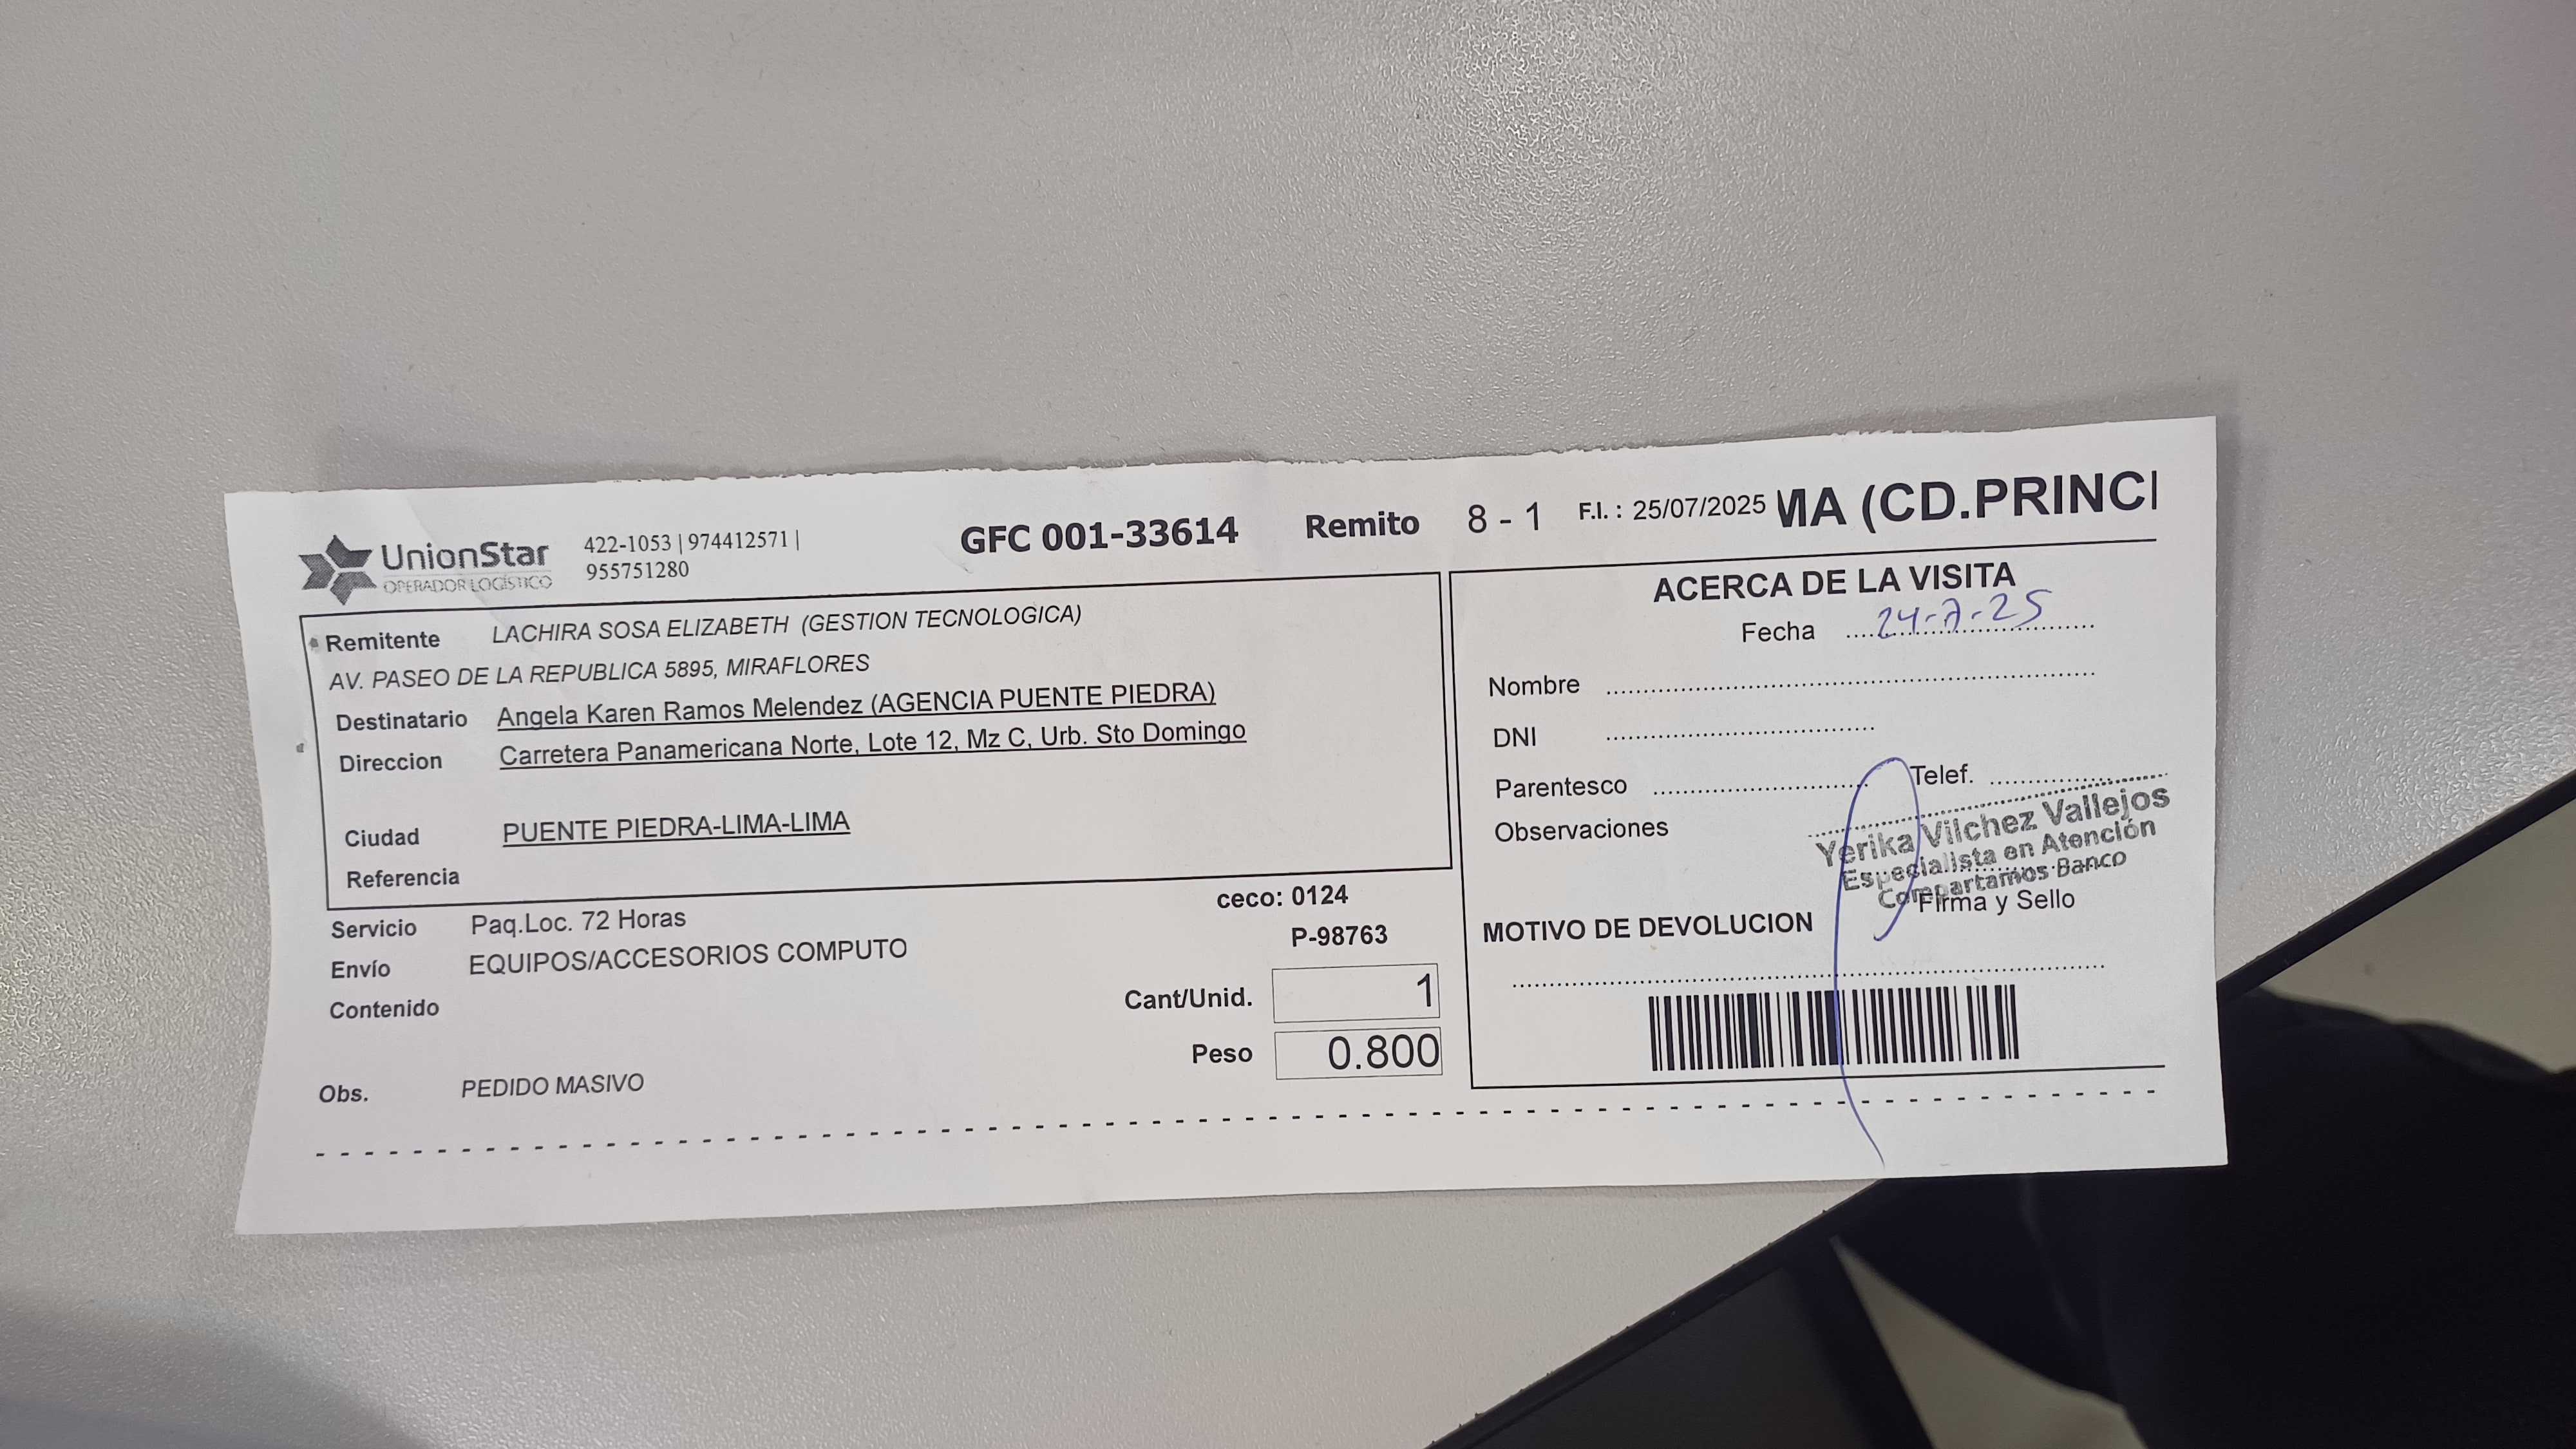 UnionStar
OPERADOR LOGÍSTICO
422-1053 | 974412571 |
955751280
GFC 001-33614
Remito 8 - 1
F.I. : 25/07/2025
MA (CD.PRINCI
Remitente LACHIRA SOSA ELIZABETH (GESTION TECNOLOGICA)
AV. PASEO DE LA REPUBLICA 5895, MIRAFLORES
Destinatario Angela Karen Ramos Melendez (AGENCIA PUENTE PIEDRA)
Direccion Carretera Panamericana Norte, Lote 12, Mz C, Urb. Sto Domingo
Ciudad PUENTE PIEDRA-LIMA-LIMA
Referencia
Servicio Paq.Loc. 72 Horas
Envío EQUIPOS/ACCESORIOS COMPUTO
Contenido
Obs. PEDIDO MASIVO
ceco: 0124
P-98763
Cant/Unid. 1
Peso 0.800
ACERCA DE LA VISITA
Fecha 24-7-25
Nombre
DNI
Parentesco Telef.
Observaciones
Yerika Vilchez Vallejos
Especialista en Atención
Compartamos Banco
Firma y Sello
MOTIVO DE DEVOLUCION